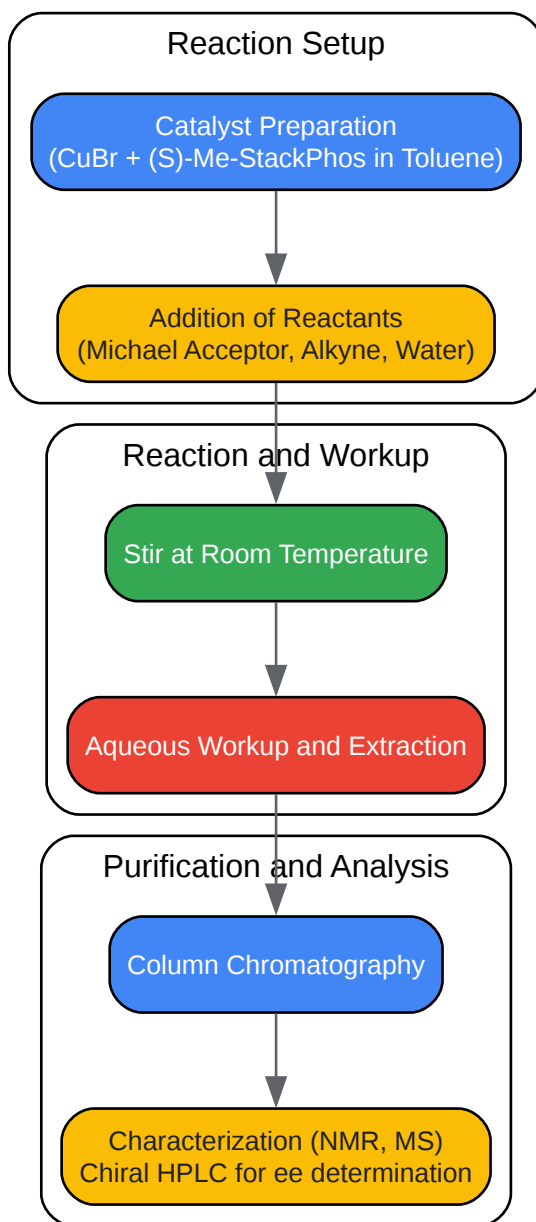 Reaction Setup
Catalyst Preparation
(CuBr + (S)-Me-StackPhos in Toluene)
Addition of Reactants
(Michael Acceptor, Alkyne, Water)
Reaction and Workup
Stir at Room Temperature
Aqueous Workup and Extraction
Purification and Analysis
Column Chromatography
Characterization (NMR, MS)
Chiral HPLC for ee determination